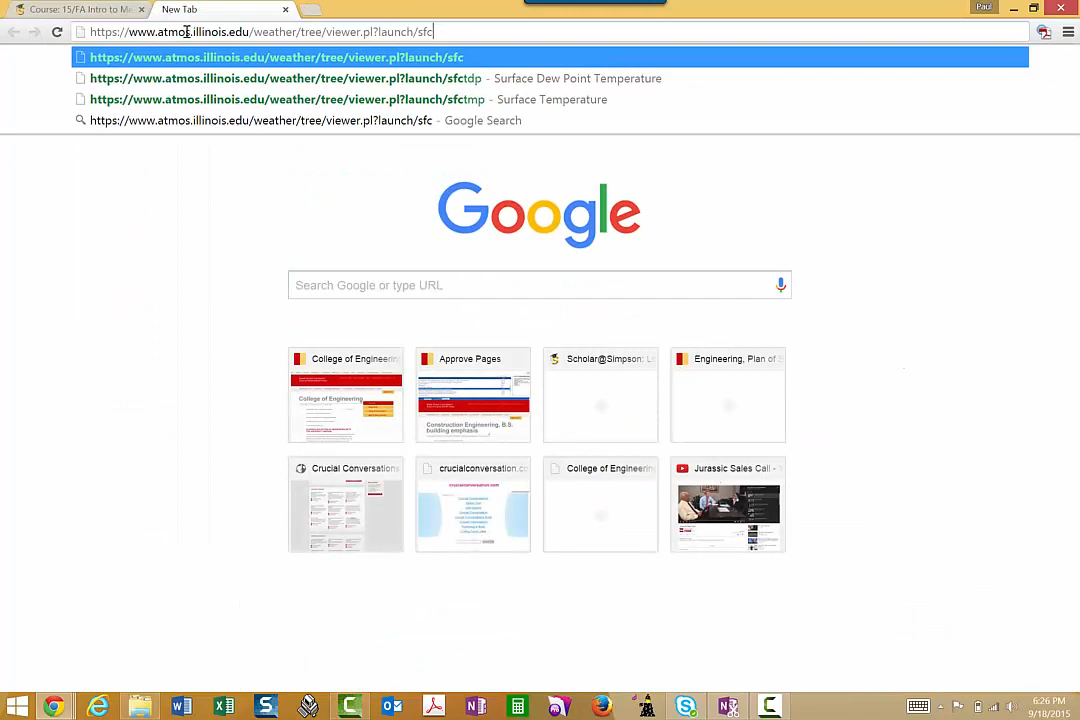 Course: 15/FA Intro to Me
New Tab
Paul
https://www.atmos.illinois.edu/weather/tree/viewer.pl?launch/sfc
https://www.atmos.illinois.edu/weather/tree/viewer.pl?launch/sfc
https://www.atmos.illinois.edu/weather/tree/viewer.pl?launch/sfctdp - Surface Dew Point Temperature
https://www.atmos.illinois.edu/weather/tree/viewer.pl?launch/sfctmp - Surface Temperature
https://www.atmos.illinois.edu/weather/tree/viewer.pl?launch/sfc - Google Search
Google
Search Google or type URL
College of Engineerin
Approve Pages
Scholar@Simpson: L
Engineering, Plan of S
College of Engineering
Construction Engineering, B.S.
building emphasis
Crucial Conversations
crucialconversation.co
College of Engineerin
Jurassic Sales Call -
6:26 PM
9/18/2015